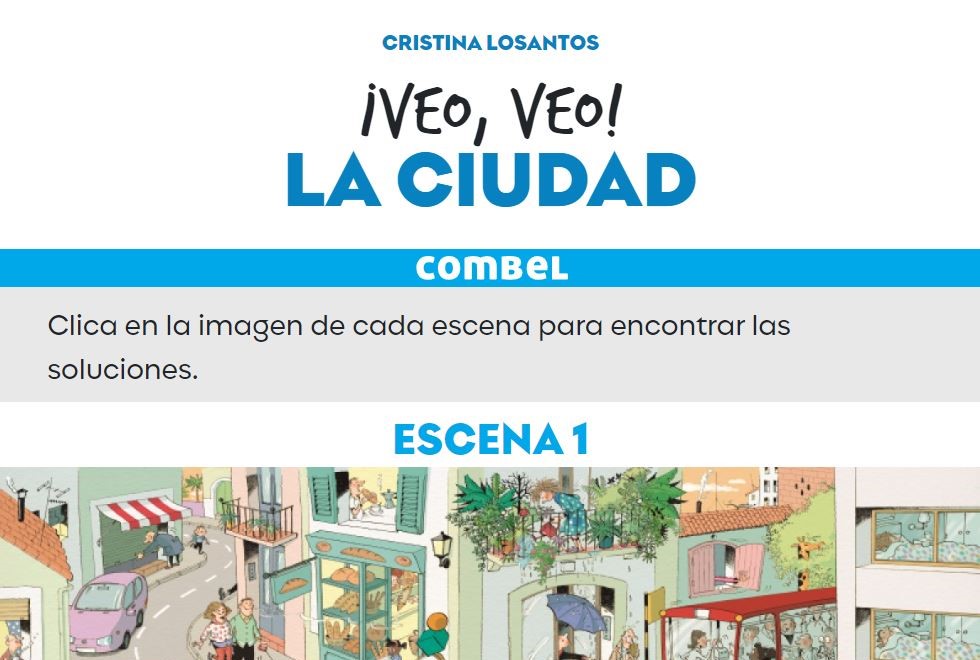 CRISTINA LOSANTOS
¡VEO, VEO!
LA CIUDAD
COMBEL
Clica en la imagen de cada escena para encontrar las
soluciones.
ESCENA 1